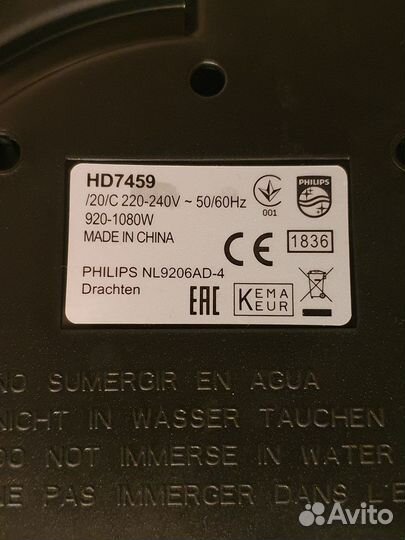 HD7459
/20/C 220-240V ~ 50/60Hz
920-1080W
MADE IN CHINA
001
PHILIPS
CE
1836
PHILIPS NL9206AD-4
Drachten
EAC
KEMA
KEUR
NO SUMERGIR EN AGUA
NICHT IN WASSER TAUCHEN
DO NOT IMMERSE IN WATER
NE PAS IMMERGER DANS L'E
Avito